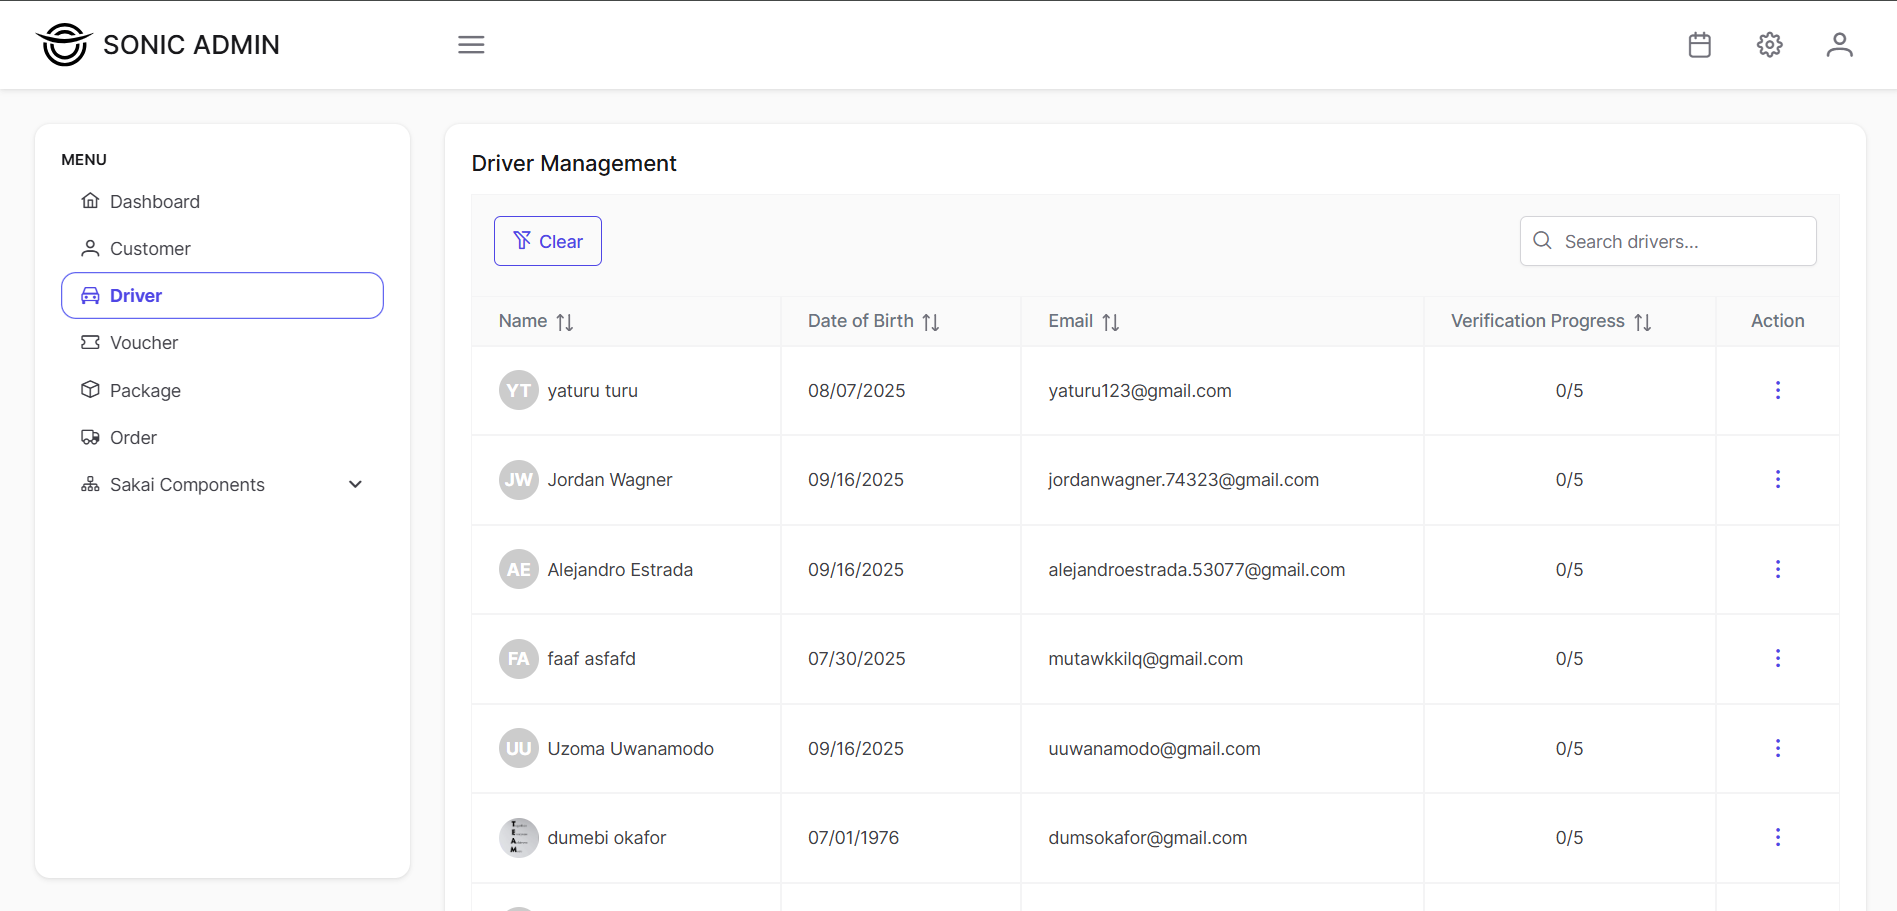 SONIC ADMIN
MENU
Dashboard
Customer
Driver
Voucher
Package
Order
Sakai Components
Driver Management
Clear
Search drivers...
Name Date of Birth Email Verification Progress Action
YT yaturu turu 08/07/2025 yaturu123@gmail.com 0/5
JW Jordan Wagner 09/16/2025 jordanwagner.74323@gmail.com 0/5
AE Alejandro Estrada 09/16/2025 alejandroestrada.53077@gmail.com 0/5
FA faaf asfafd 07/30/2025 mutawkkilq@gmail.com 0/5
UU Uzoma Uwanamodo 09/16/2025 uuwanamodo@gmail.com 0/5
TEAM dumebi okafor 07/01/1976 dumsokafor@gmail.com 0/5